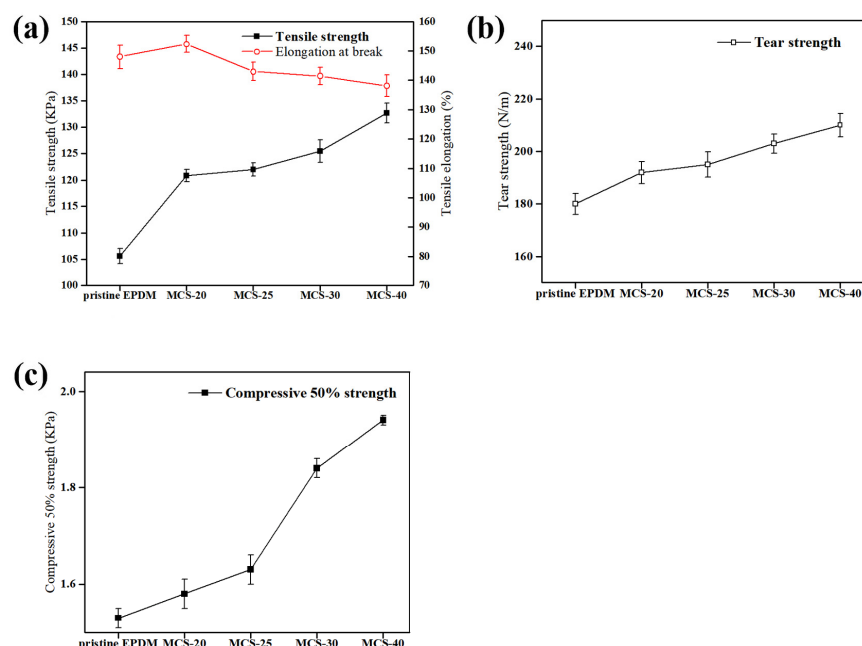 (a)
Tensile strength
Elongation at break
Tensile strength (KPa)
150
145
140
135
130
125
120
115
110
105
100
160
150
140
130
120
110
100
90
80
70
Tensile elongation (%)
pristine EPDM MCS-20 MCS-25 MCS-30 MCS-40
(b)
Tear strength
Tear strength (N/m)
240
220
200
180
160
pristine EPDM MCS-20 MCS-25 MCS-30 MCS-40
(c)
Compressive 50% strength
Compressive 50% strength (KPa)
2.0
1.8
1.6
pristine EPDM MCS-20 MCS-25 MCS-30 MCS-40